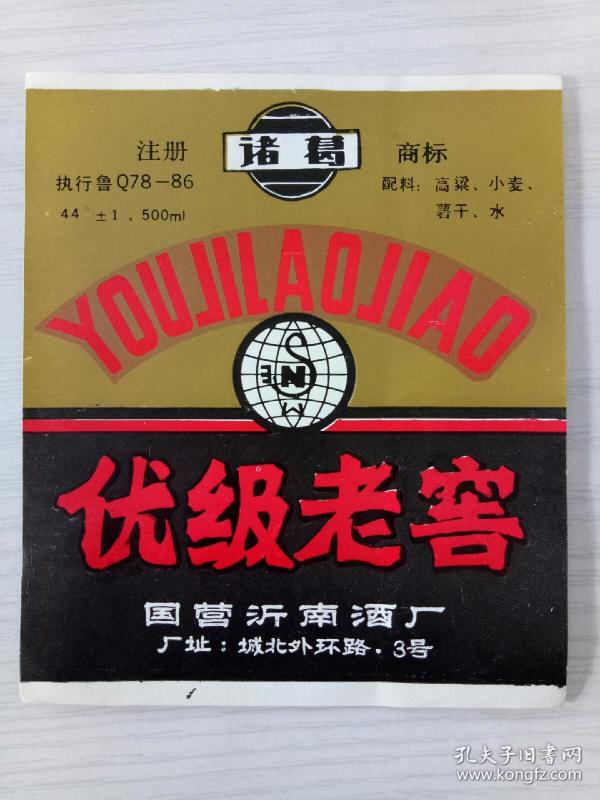 注册 诸葛 商标
执行鲁Q78-86
44°±1.500ml
配料:高粱、小麦、
薯干、水
YOUJILAOJIAO
S
E N
M
优级老窖
国营沂南酒厂
厂址:城北外环路·3号
孔夫子旧书网
www.kongfz.com